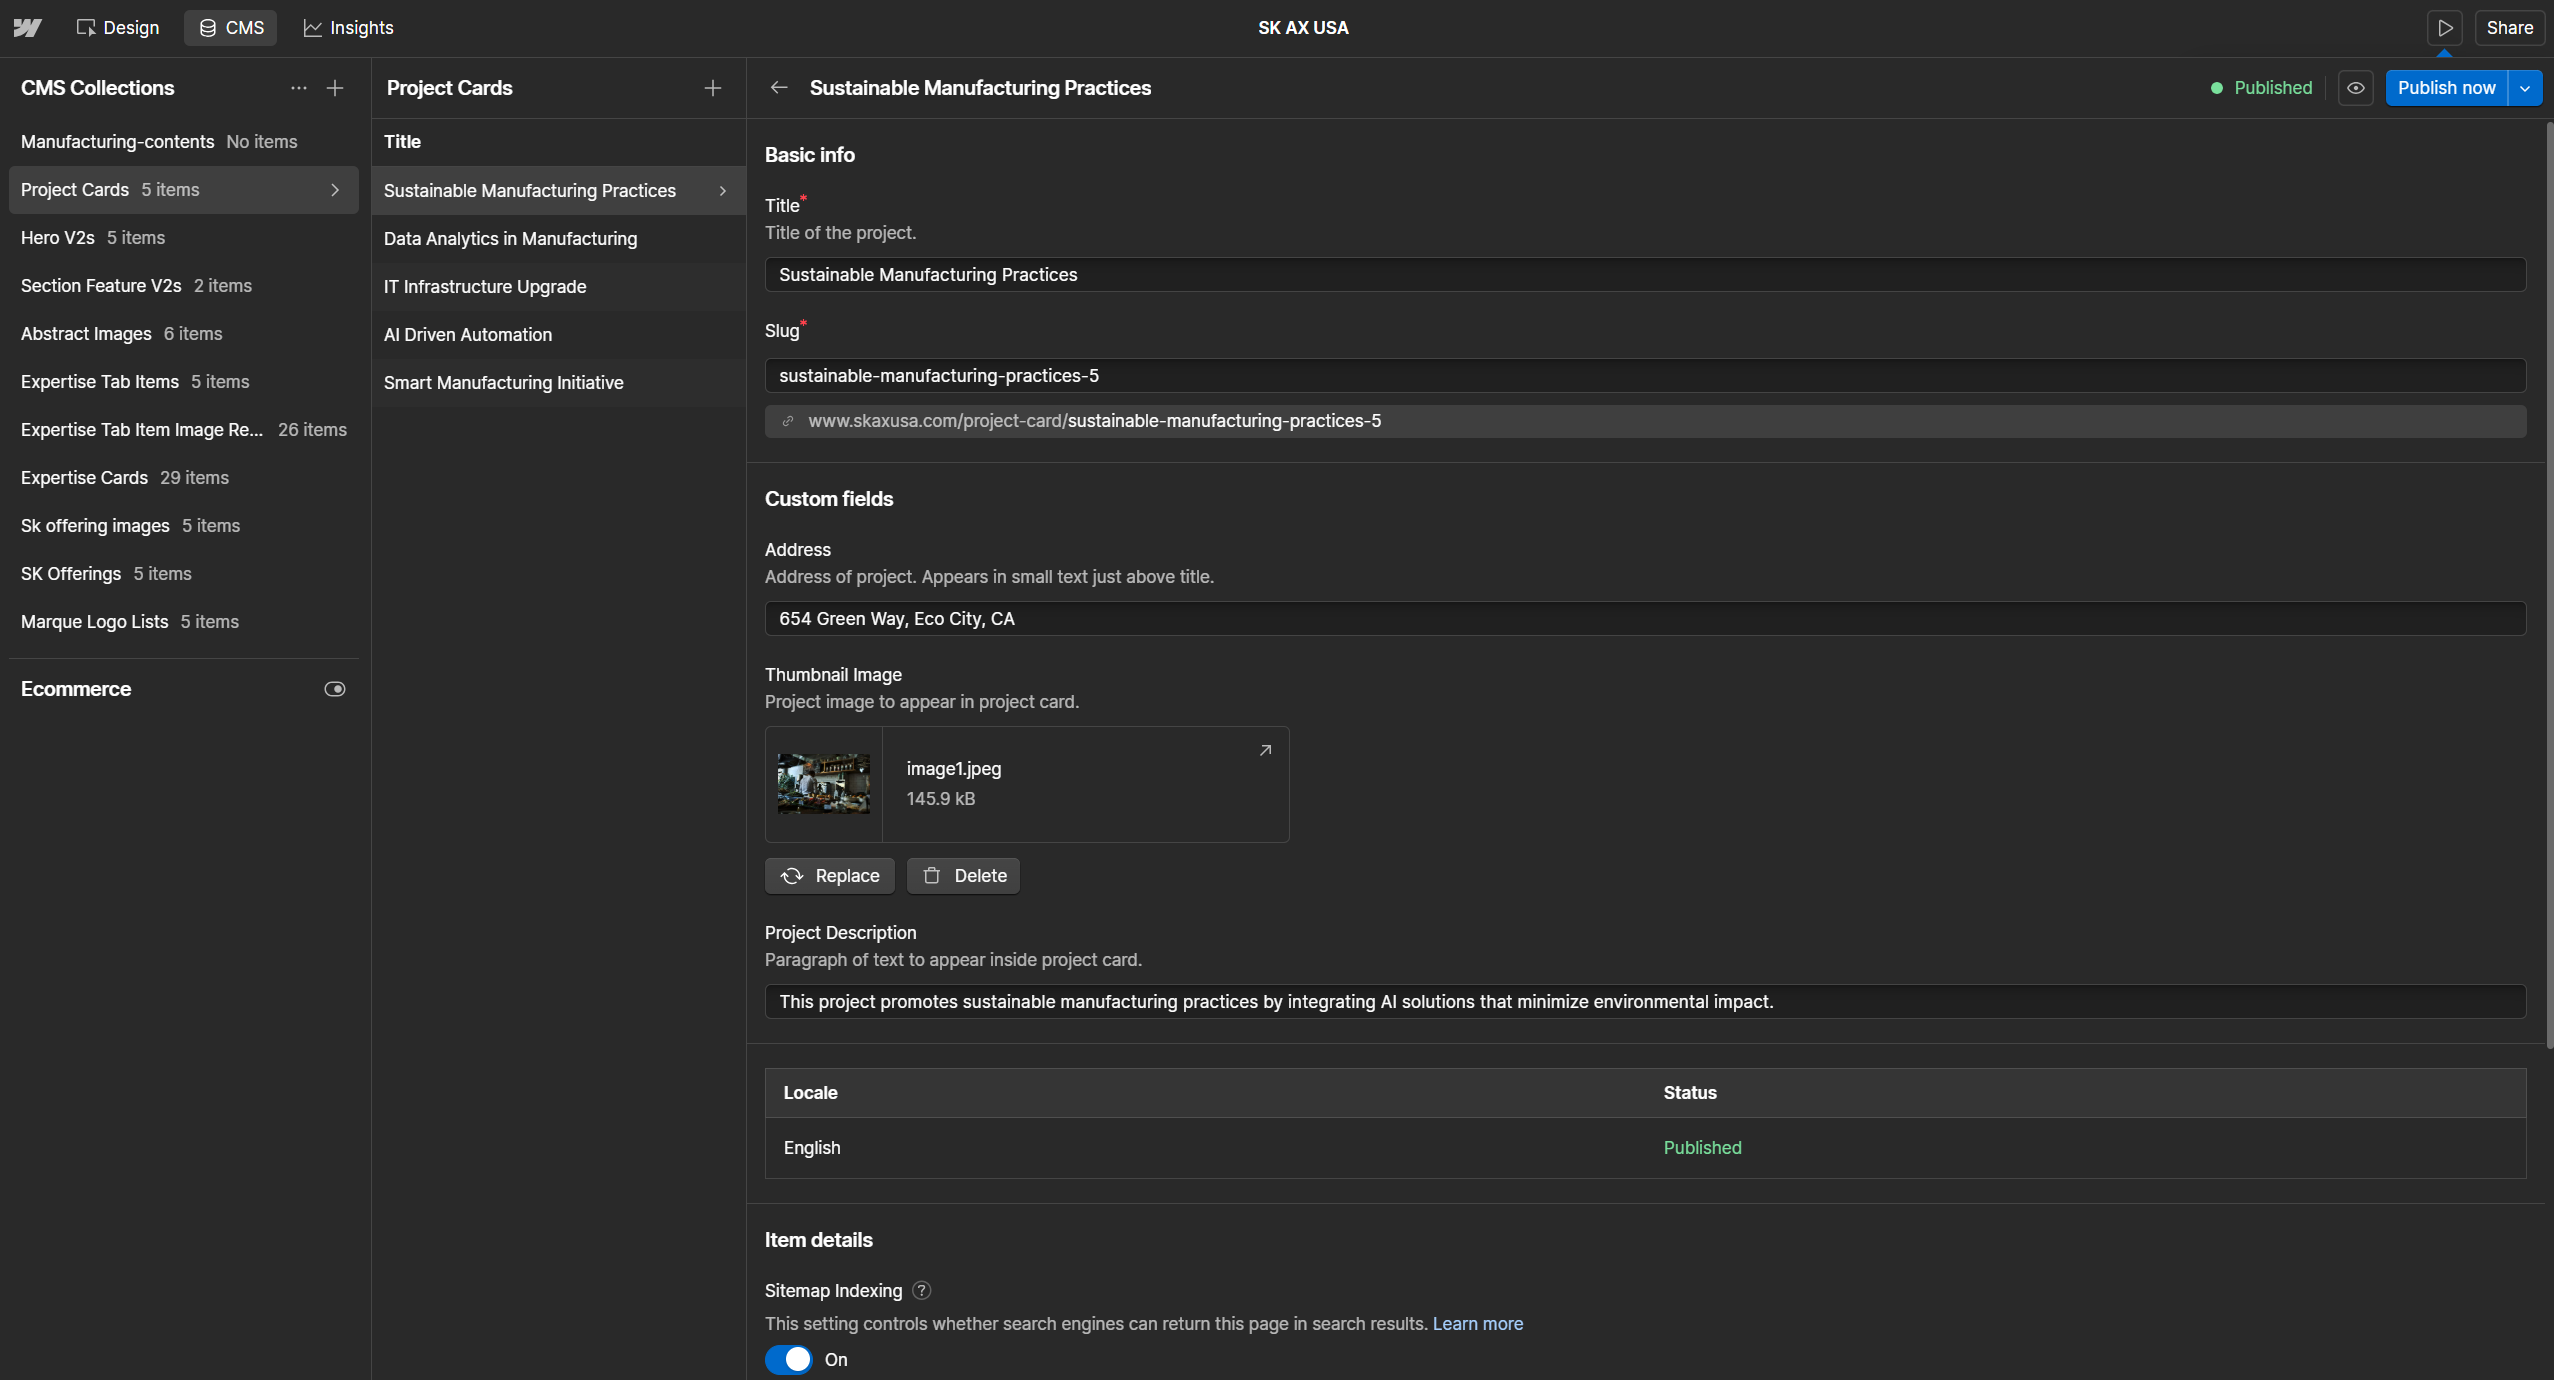 Design
CMS
Insights
SK AX USA
Share
CMS Collections
Manufacturing-contents No items
Project Cards 5 items
Hero V2s 5 items
Section Feature V2s 2 items
Abstract Images 6 items
Expertise Tab Items 5 items
Expertise Tab Item Image Re... 26 items
Expertise Cards 29 items
Sk offering images 5 items
SK Offerings 5 items
Marque Logo Lists 5 items
Ecommerce
Project Cards
Title
Sustainable Manufacturing Practices
Data Analytics in Manufacturing
IT Infrastructure Upgrade
AI Driven Automation
Smart Manufacturing Initiative
Sustainable Manufacturing Practices
Published
Publish now
Basic info
Title*
Title of the project.
Sustainable Manufacturing Practices
Slug*
sustainable-manufacturing-practices-5
www.skaxusa.com/project-card/sustainable-manufacturing-practices-5
Custom fields
Address
Address of project. Appears in small text just above title.
654 Green Way, Eco City, CA
Thumbnail Image
Project image to appear in project card.
image1.jpeg
145.9 kB
Replace
Delete
Project Description
Paragraph of text to appear inside project card.
This project promotes sustainable manufacturing practices by integrating AI solutions that minimize environmental impact.
Locale Status
English Published
Item details
Sitemap Indexing ?
This setting controls whether search engines can return this page in search results. Learn more
On